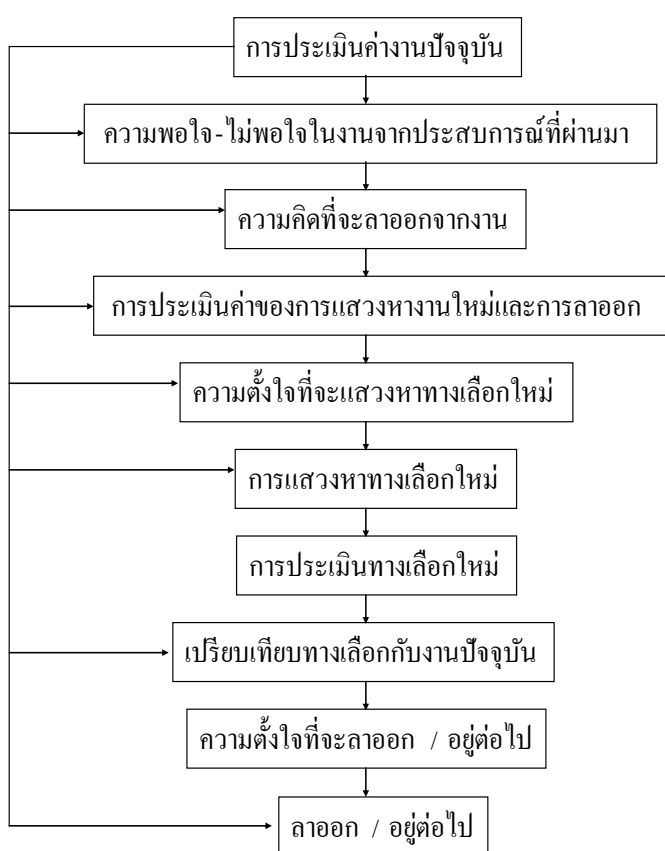 การประเมินค่างานปัจจุบัน
ความพอใจ-ไม่พอใจในงานจากประสบการณ์ที่ผ่านมา
ความคิดที่จะลาออกจากงาน
การประเมินค่าของการแสวงหางานใหม่และการลาออก
ความตั้งใจที่จะแสวงหาทางเลือกใหม่
การแสวงหาทางเลือกใหม่
การประเมินทางเลือกใหม่
เปรียบเทียบทางเลือกกับงานปัจจุบัน
ความตั้งใจที่จะลาออก / อยู่ต่อไป
ลาออก / อยู่ต่อไป